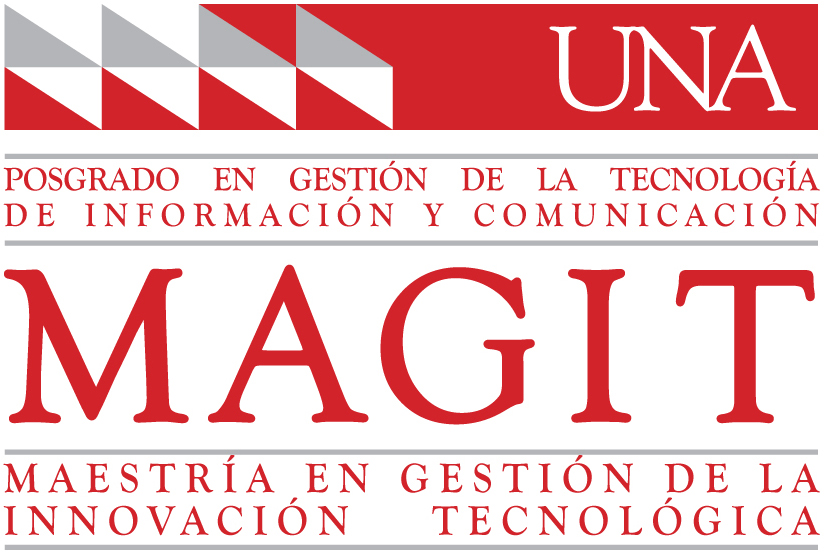 UNA
POSGRADO EN GESTIÓN DE LA TECNOLOGÍA
DE INFORMACIÓN Y COMUNICACIÓN
MAGIT
MAESTRÍA EN GESTIÓN DE LA
INNOVACIÓN TECNOLÓGICA